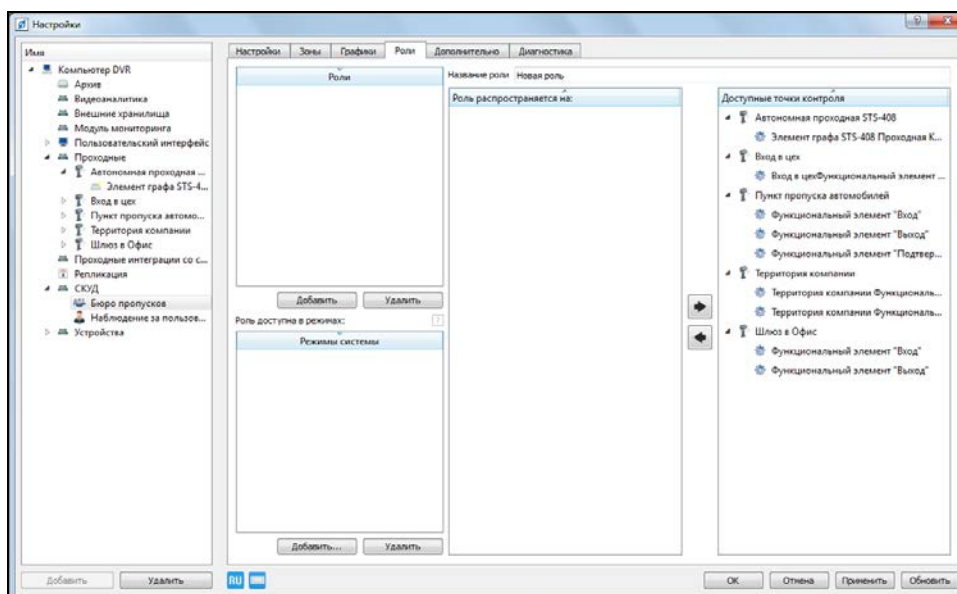 Настройки
Имя
Компьютер DVR
Архив
Видеоаналитика
Внешние хранилища
Модуль мониторинга
Пользовательский интерфейс
Проходные
Автономная проходная ...
Элемент графа STS-4...
Вход в цех
Пункт пропуска автомо...
Территория компании
Шлюз в Офис
Проходные интеграции со с...
Репликация
СКУД
Бюро пропусков
Наблюдение за пользов...
Устройства
Добавить
Удалить
Настройки
Зоны
Графики
Роли
Дополнительно
Диагностика
Роли
Добавить
Удалить
Роль доступна в режимах:
?
Режимы системы
Добавить...
Удалить
Название роли
Новая роль
Роль распространяется на:
Доступные точки контроля
Автономная проходная STS-408
Элемент графа STS-408 Проходная К...
Вход в цех
Вход в цехФункциональный элемент ...
Пункт пропуска автомобилей
Функциональный элемент "Вход"
Функциональный элемент "Выход"
Функциональный элемент "Подтвер...
Территория компании
Территория компании Функциональ...
Территория компании Функциональ...
Шлюз в Офис
Функциональный элемент "Вход"
Функциональный элемент "Выход"
RU
OK
Отмена
Применить
Обновить